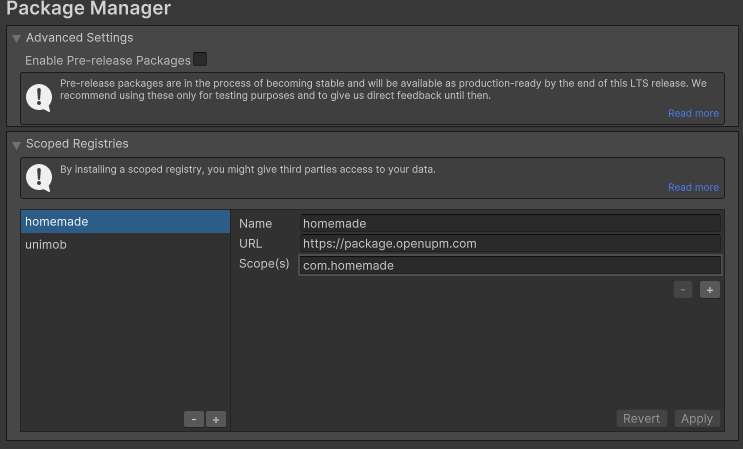 Package Manager
Advanced Settings
Enable Pre-release Packages
Pre-release packages are in the process of becoming stable and will be available as production-ready by the end of this LTS release. We
recommend using these only for testing purposes and to give us direct feedback until then.
Read more
Scoped Registries
By installing a scoped registry, you might give third parties access to your data.
Read more
homemade
unimob
Name homemade
URL https://package.openupm.com
Scope(s) com.homemade
- +
- +
Revert Apply